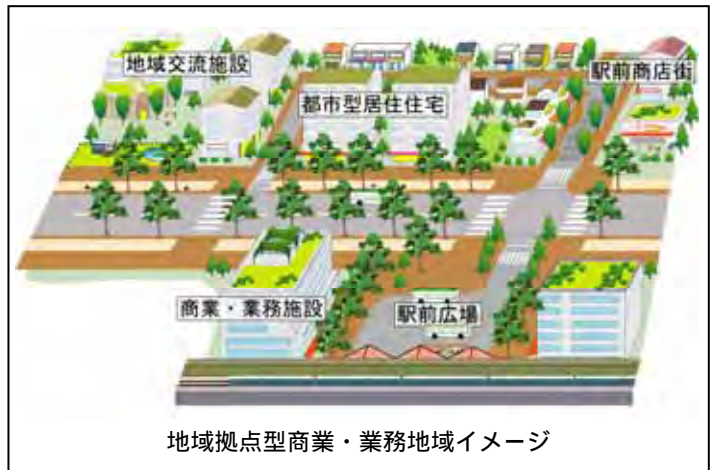 地域交流施設
駅前商店街
都市型居住住宅
商業・業務施設
駅前広場
地域拠点型商業・業務地域イメージ